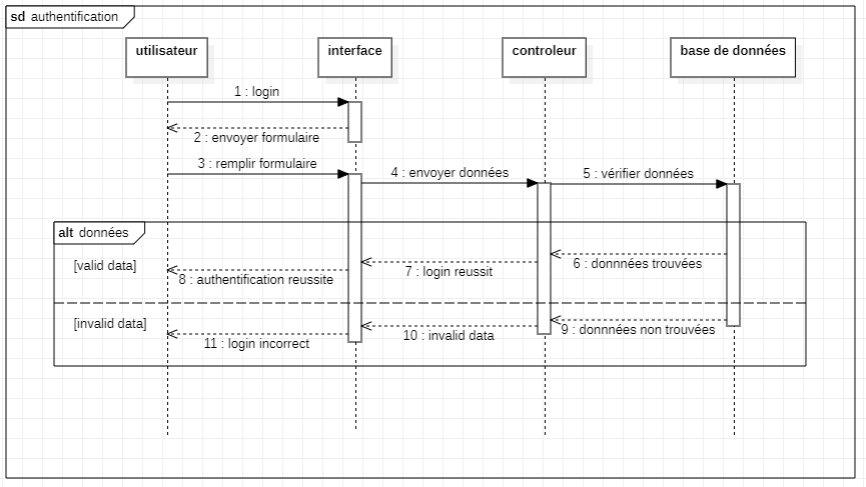 sd authentification
utilisateur
interface
controleur
base de données
1 : login
2 : envoyer formulaire
3 : remplir formulaire
4 : envoyer données
5 : vérifier données
alt données
[valid data]
6 : donnnées trouvées
7 : login reussit
8 : authentification reussite
[invalid data]
9 : donnnées non trouvées
10 : invalid data
11 : login incorrect